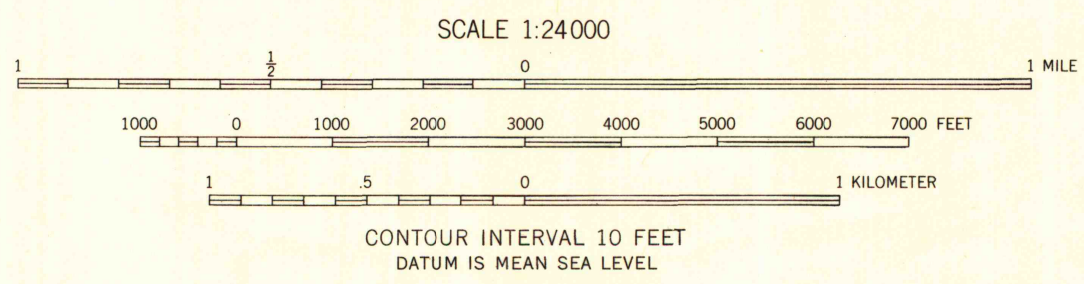 SCALE 1:24000
1 1/2 0 1 MILE
1000 0 1000 2000 3000 4000 5000 6000 7000 FEET
1 .5 0 1 KILOMETER
CONTOUR INTERVAL 10 FEET
DATUM IS MEAN SEA LEVEL